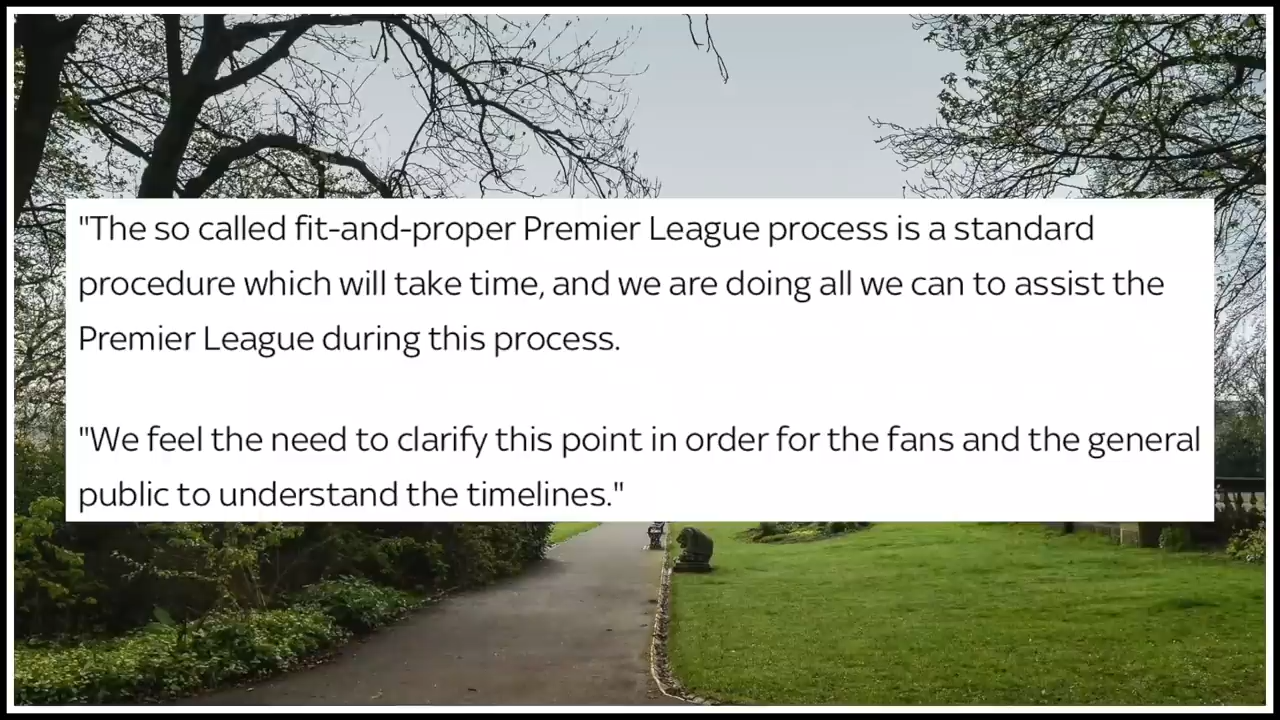 "The so called fit-and-proper Premier League process is a standard
procedure which will take time, and we are doing all we can to assist the
Premier League during this process.
"We feel the need to clarify this point in order for the fans and the general
public to understand the timelines."